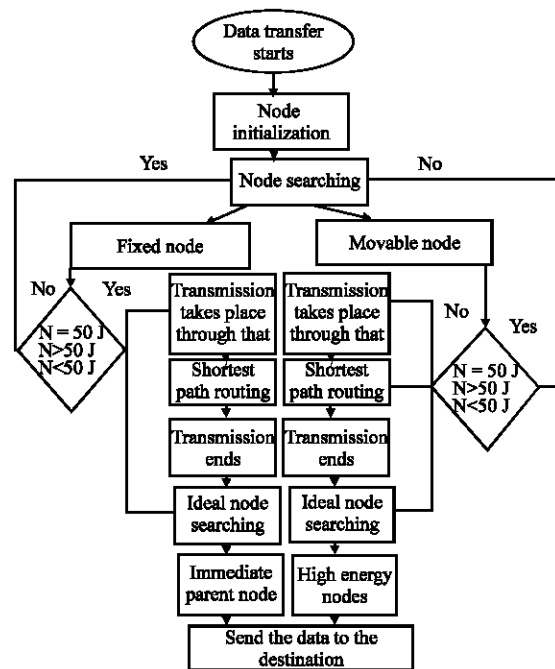 Data transfer
starts
Node
initialization
Yes
No
Node searching
Fixed node
Movable node
No
Yes
N = 50 J
N>50 J
N<50 J
Transmission
takes place
through that
Transmission
takes place
through that
No
Yes
N = 50 J
N>50 J
N<50 J
Shortest
path routing
Shortest
path routing
Transmission
ends
Transmission
ends
Ideal node
searching
Ideal node
searching
Immediate
parent node
High energy
nodes
Send the data to the
destination